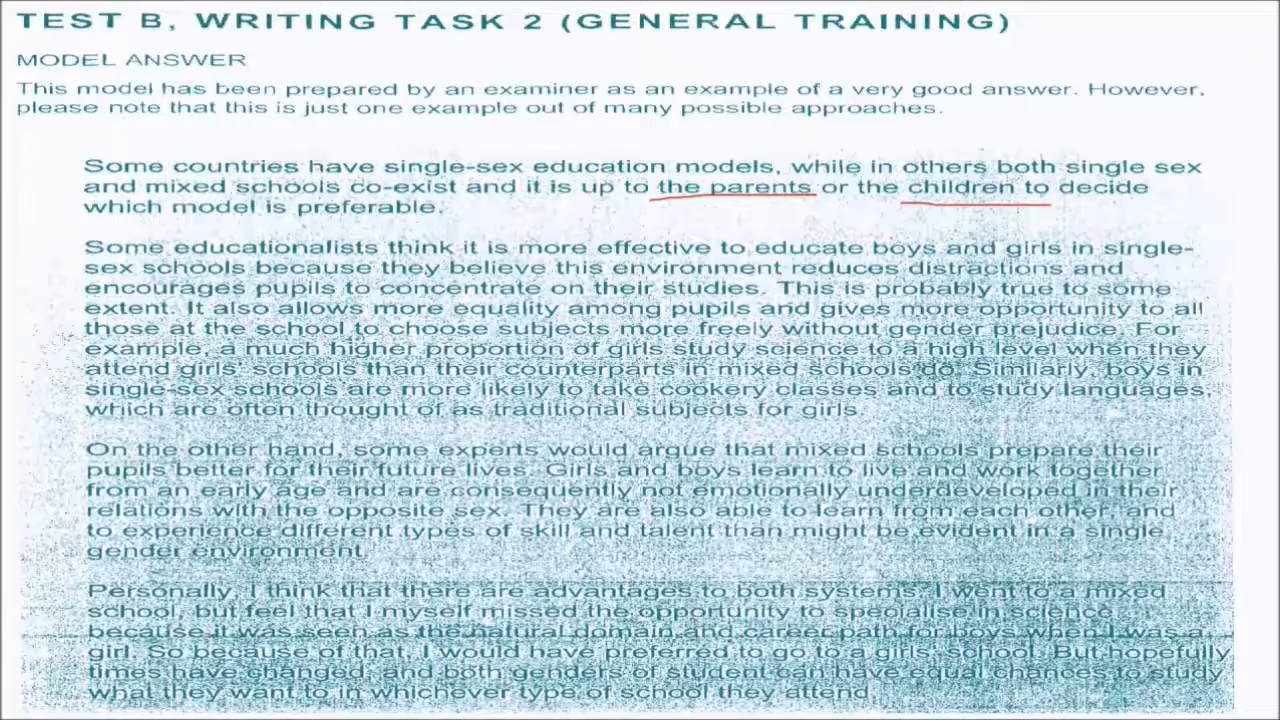 TEST B, WRITING TASK 2 (GENERAL TRAINING)
MODEL ANSWER
This model has been prepared by an examiner as an example of a very good answer. However,
please note that this is just one example out of many possible approaches.
Some countries have single-sex education models, while in others both single sex
and mixed schools co-exist and it is up to the parents or the children to decide
which model is preferable.
Some educationalists think it is more effective to educate boys and girls in single-
sex schools because they believe this environment reduces distractions and
encourages pupils to concentrate on their studies. This is probably true to some
extent. It also allows more equality among pupils and gives more opportunity to all
those at the school to choose subjects more freely without gender prejudice. For
example, a much higher proportion of girls study science to a high level when they
attend girls' schools than their counterparts in mixed schools do. Similarly, boys in
single-sex schools are more likely to take cookery classes and to study languages,
which are often thought of as traditional subjects for girls.
On the other hand, some experts would argue that mixed schools prepare their
pupils better for their future lives. Girls and boys learn to live and work together
from an early age and are consequently not emotionally underdeveloped in their
relations with the opposite sex. They are also able to learn from each other, and
to experience different types of skill and talent than might be evident in a single
gender environment.
Personally, I think that there are advantages to both systems. I went to a mixed
school, but feel that I myself missed the opportunity to specialise in science
because it was seen as the natural domain and career path for boys when I was a
girl. So because of that, I would have preferred to go to a girls' school. But hopefully
times have changed, and both genders of student can have equal chances to study
what they want to in whichever type of school they attend.